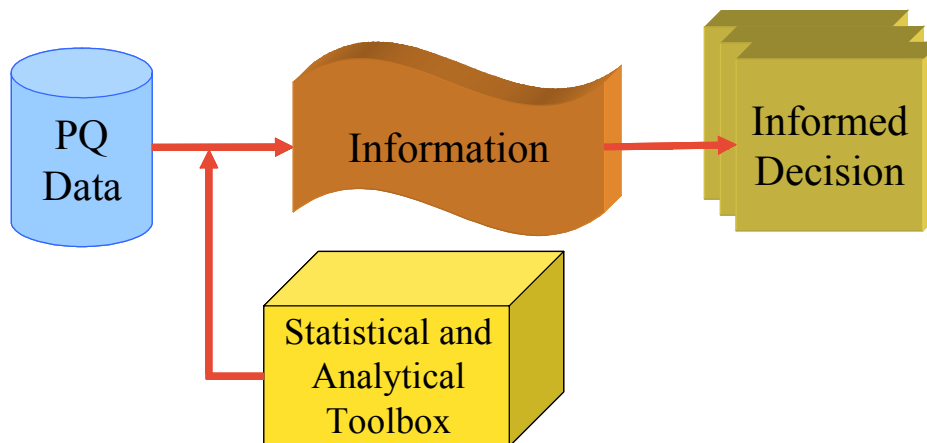 PQ
Data
Information
Informed
Decision
Statistical and
Analytical
Toolbox